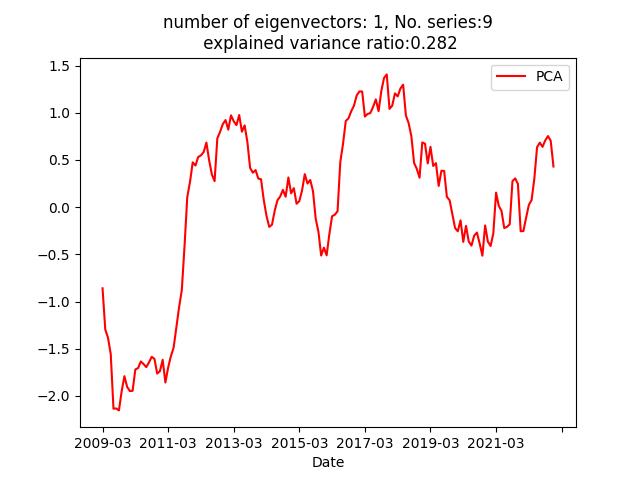 number of eigenvectors: 1, No. series:9
explained variance ratio:0.282
PCA
1.5
1.0
0.5
0.0
−0.5
−1.0
−1.5
−2.0
2009-03 2011-03 2013-03 2015-03 2017-03 2019-03 2021-03
Date